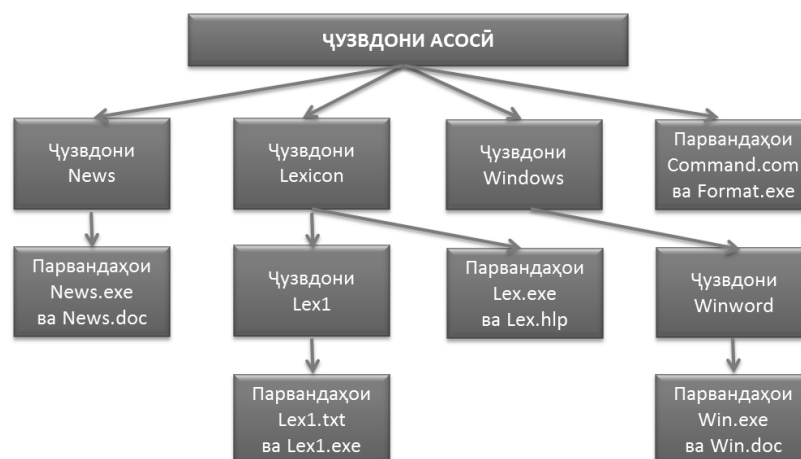 ҶУЗВДОНИ АСОСӢ
Ҷузвдони
News
Ҷузвдони
Lexicon
Ҷузвдони
Windows
Парвандаҳои
Command.com
ва Format.exe
Парвандаҳои
News.exe
ва News.doc
Ҷузвдони
Lex1
Парвандаҳои
Lex.exe
ва Lex.hlp
Ҷузвдони
Winword
Парвандаҳои
Lex1.txt
ва Lex1.exe
Парвандаҳои
Win.exe
ва Win.doc